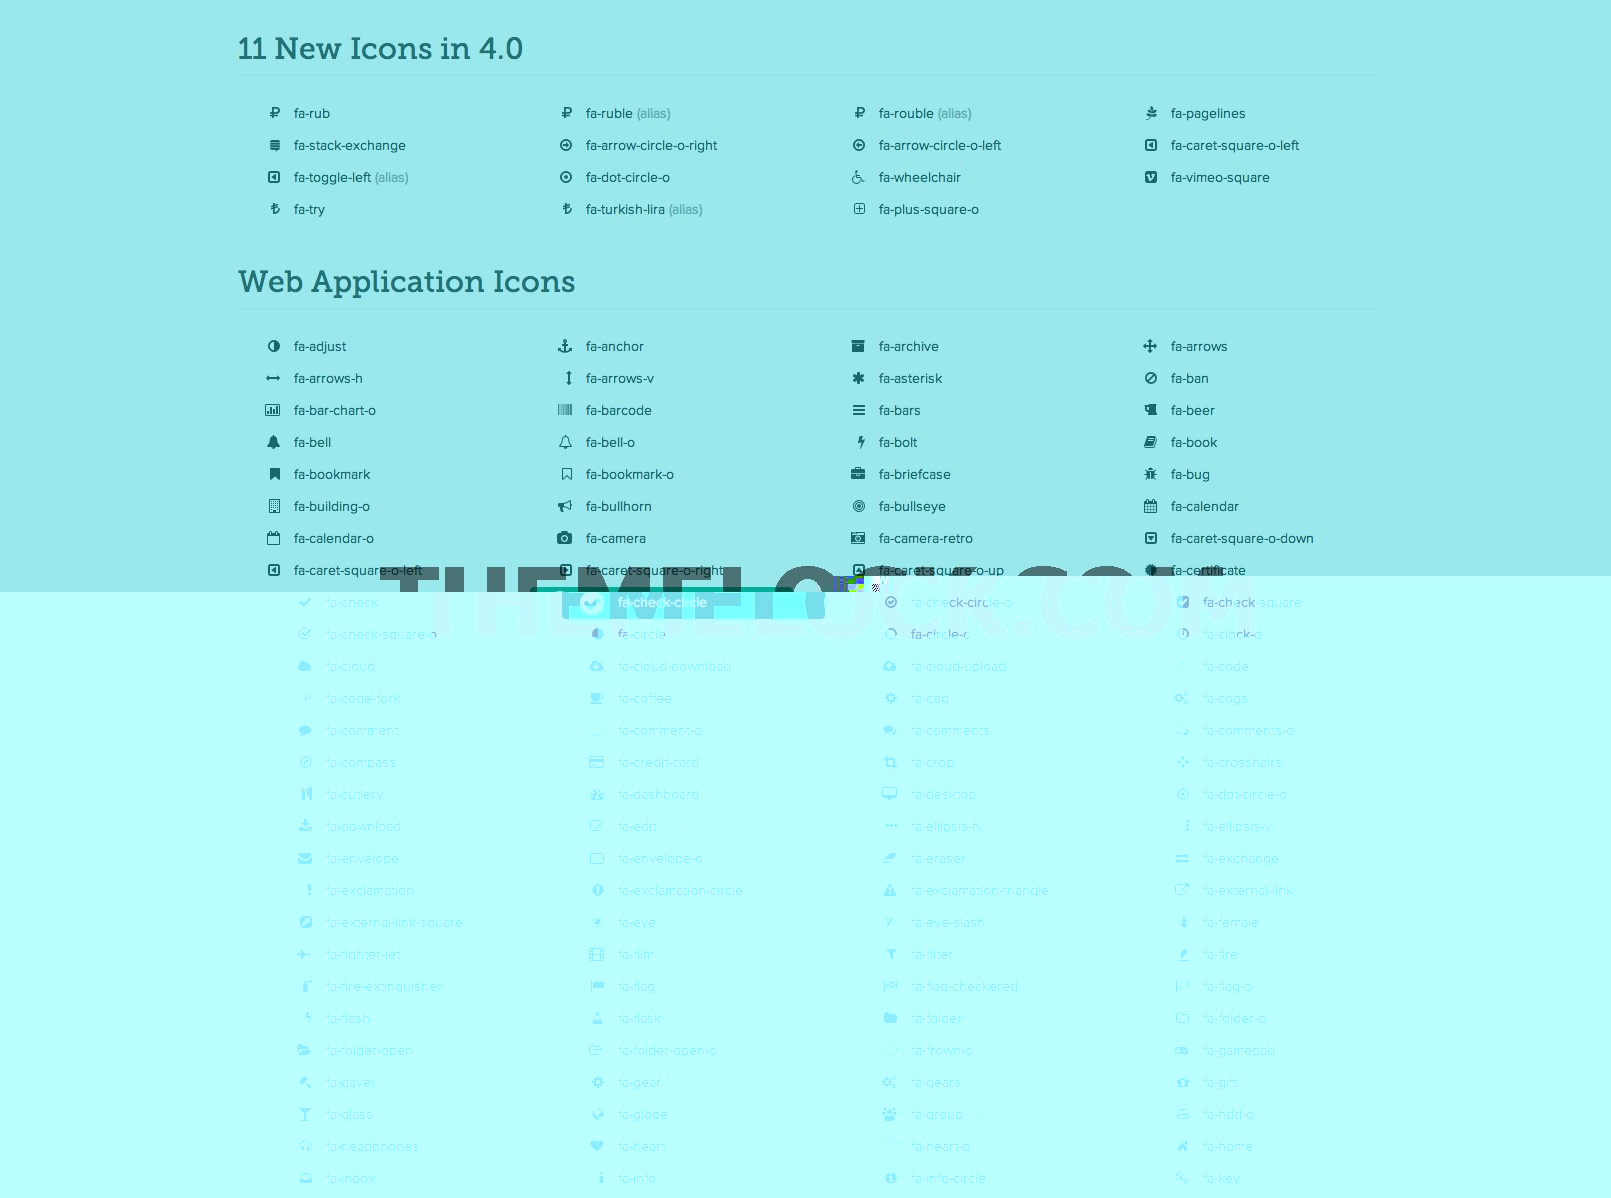 11 New Icons in 4.0
fa-rub fa-ruble (alias) fa-rouble (alias) fa-pagelines
fa-stack-exchange fa-arrow-circle-o-right fa-arrow-circle-o-left fa-caret-square-o-left
fa-toggle-left (alias) fa-dot-circle-o fa-wheelchair fa-vimeo-square
fa-try fa-turkish-lira (alias) fa-plus-square-o
Web Application Icons
fa-adjust fa-anchor fa-archive fa-arrows
fa-arrows-h fa-arrows-v fa-asterisk fa-ban
fa-bar-chart-o fa-barcode fa-bars fa-beer
fa-bell fa-bell-o fa-bolt fa-book
fa-bookmark fa-bookmark-o fa-briefcase fa-bug
fa-building-o fa-bullhorn fa-bullseye fa-calendar
fa-calendar-o fa-camera fa-camera-retro fa-caret-square-o-down
fa-caret-square-o-left fa-caret-square-o-right fa-caret-square-o-up fa-certificate
THEMELOCK.COM
fa-check fa-check-circle fa-check-circle-o fa-check-square
fa-check-square-o fa-circle fa-circle-o fa-clock-o
fa-cloud fa-cloud-download fa-cloud-upload fa-code
fa-code-fork fa-coffee fa-cog fa-cogs
fa-comment fa-comment-o fa-comments fa-comments-o
fa-compass fa-credit-card fa-crop fa-crosshairs
fa-cutlery fa-dashboard fa-desktop fa-dot-circle-o
fa-download fa-edit fa-ellipsis-h fa-ellipsis-v
fa-envelope fa-envelope-o fa-eraser fa-exchange
fa-exclamation fa-exclamation-circle fa-exclamation-triangle fa-external-link
fa-external-link-square fa-eye fa-eye-slash fa-female
fa-fighter-jet fa-film fa-filter fa-fire
fa-fire-extinguisher fa-flag fa-flag-checkered fa-flag-o
fa-flash fa-flask fa-folder fa-folder-o
fa-folder-open fa-folder-open-o fa-frown-o fa-gamepad
fa-gavel fa-gear fa-gears fa-gift
fa-glass fa-globe fa-group fa-hdd-o
fa-headphones fa-heart fa-heart-o fa-home
fa-inbox fa-info fa-info-circle fa-key